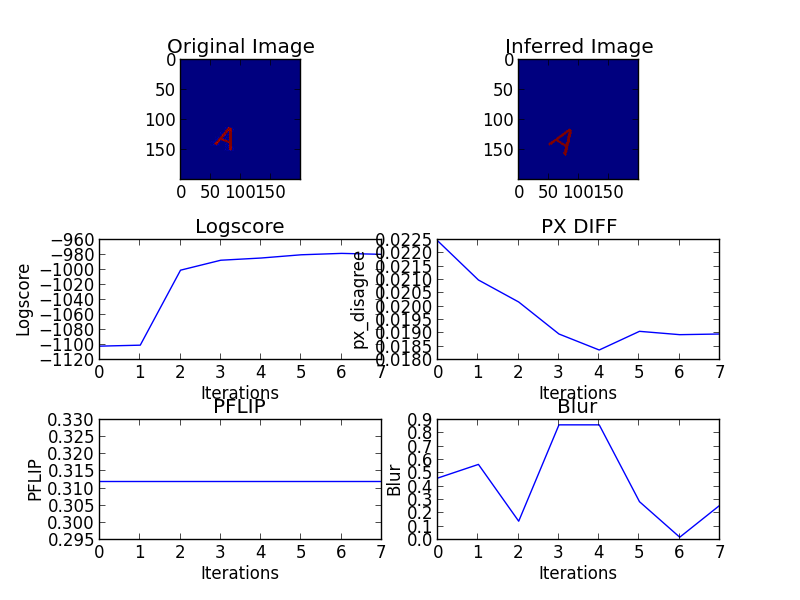 Original Image
0
50
100
150
A
0 50 100 150
Inferred Image
0
50
100
150
A
0 50 100 150
Logscore
−960
−980
−1000
−1020
−1040
−1060
−1080
−1100
−1120
Logscore
0 1 2 3 4 5 6 7
Iterations
PX DIFF
0.0225
0.0220
0.0215
0.0210
0.0205
0.0200
0.0195
0.0190
0.0185
0.0180
px_disagree
0 1 2 3 4 5 6 7
Iterations
PFLIP
0.330
0.325
0.320
0.315
0.310
0.305
0.300
0.295
PFLIP
0 1 2 3 4 5 6 7
Iterations
Blur
0.9
0.8
0.7
0.6
0.5
0.4
0.3
0.2
0.1
0.0
Blur
0 1 2 3 4 5 6 7
Iterations